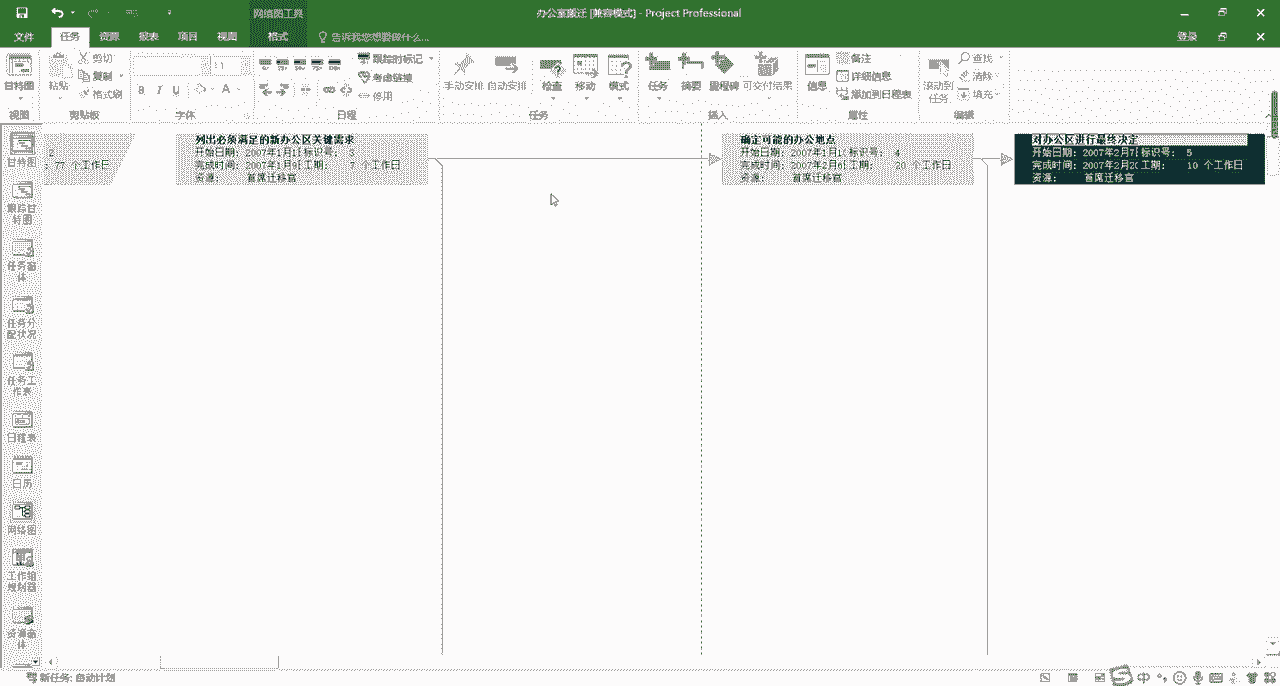 网络图工具
办公室搬迁 [兼容模式] - Project Professional
文件 任务 资源 报表 项目 视图 格式 告诉我您想要做什么... 登录
甘特图
视图
粘贴
剪切
复制
格式刷
剪贴板
11
B I U A
字体
跟踪时标记
考虑链接
停用
日程
手动安排 自动安排
检查 移动 模式
任务
任务 摘要 里程碑 可交付结果
插入
信息
备注
详细信息
添加到日程表
属性
滚动到任务
查找
清除
填充
编辑
2
77 工作日
列出必须满足的新办公区关键需求
开始日期: 2007年1月1 标识号:
完成时间: 2007年1月 工期: 工作日
资源: 首席迁移官
确定可能的办公地点
开始日期: 2007年1月1 标识号:
完成时间: 2007年2月6 工期: 个工作日
资源: 首席迁移官
对办公区进行最终决定
开始日期: 2007年2月7 标识号: 5
完成时间: 2007年2月20 工期: 10 个工作日
资源: 首席迁移官
甘特图
跟踪甘特图
任务窗体
任务分配状况
任务工作表
日程表
日历
网络图
工作组规划器
资源窗体
新任务: 自动计划
中